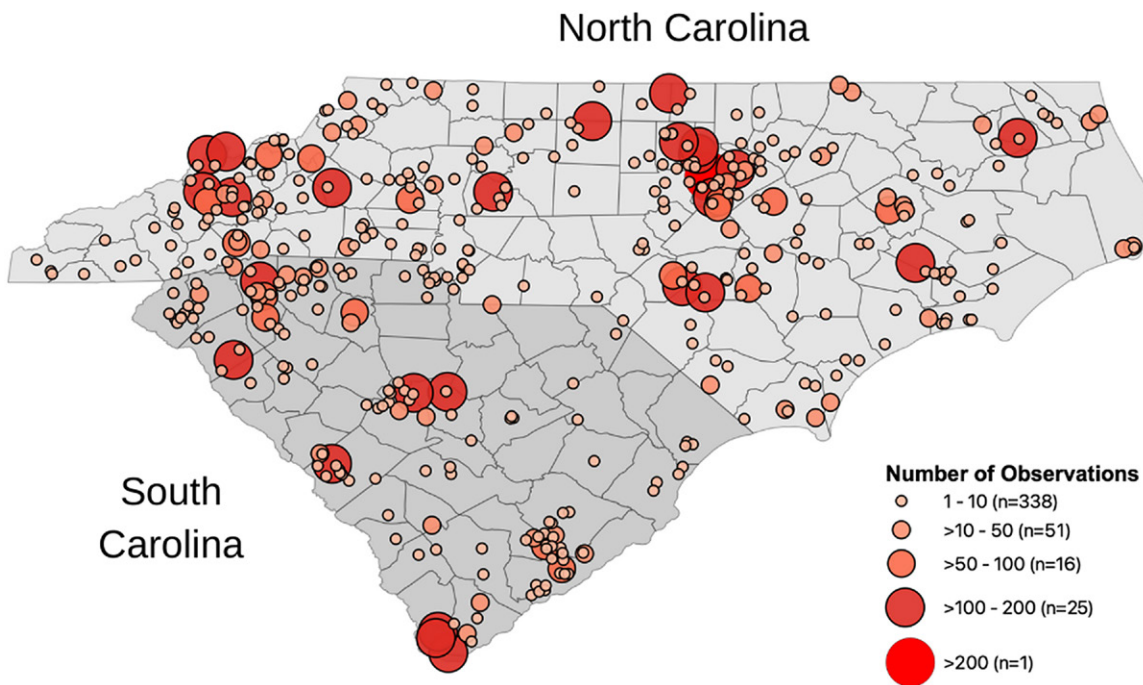 North Carolina
South
Carolina
Number of Observations
1 - 10 (n=338)
>10 - 50 (n=51)
>50 - 100 (n=16)
>100 - 200 (n=25)
>200 (n=1)